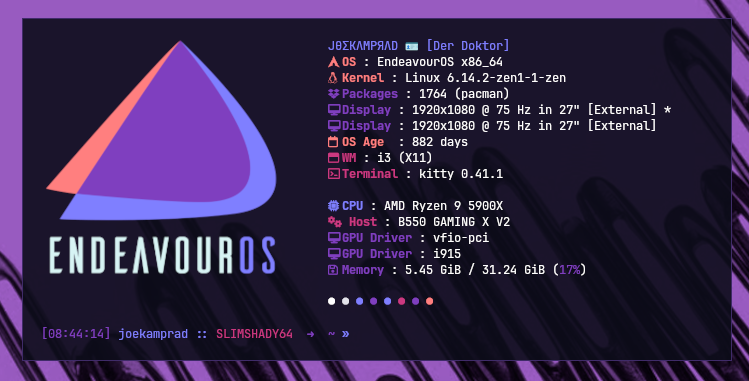 JΘΣKΛMPЯΛD 🪪 [Der Doktor]
OS : EndeavourOS x86_64
Kernel : Linux 6.14.2-zen1-1-zen
Packages : 1764 (pacman)
Display : 1920x1080 @ 75 Hz in 27" [External] *
Display : 1920x1080 @ 75 Hz in 27" [External]
OS Age  : 882 days
WM : i3 (X11)
Terminal : kitty 0.41.1
CPU : AMD Ryzen 9 5900X
Host : B550 GAMING X V2
GPU Driver : vfio-pci
GPU Driver : i915
Memory : 5.45 GiB / 31.24 GiB (17%)
ENDEAVOUROS
[08:44:14] joekamprad :: SLIMSHADY64  →  ~ »